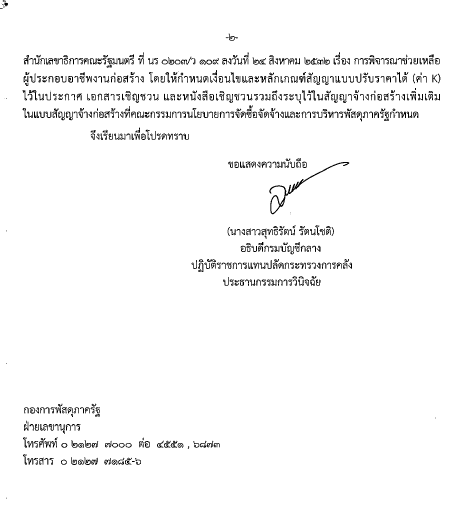 -๒-
สำนักเลขาธิการคณะรัฐมนตรี ที่ นร ๐๒๐๓/ว ๑๐๙ ลงวันที่ ๒๔ สิงหาคม ๒๕๓๒ เรื่อง การพิจารณาช่วยเหลือ
ผู้ประกอบอาชีพงานก่อสร้าง โดยให้กำหนดเงื่อนไขและหลักเกณฑ์สัญญาแบบปรับราคาได้ (ค่า K)
ไว้ในประกาศ เอกสารเชิญชวน และหนังสือเชิญชวนรวมถึงระบุไว้ในสัญญาจ้างก่อสร้างเพิ่มเติม
ในแบบสัญญาจ้างก่อสร้างที่คณะกรรมการนโยบายการจัดซื้อจัดจ้างและการบริหารพัสดุภาครัฐกำหนด
จึงเรียนมาเพื่อโปรดทราบ
ขอแสดงความนับถือ
(นางสาวสุทธิรัตน์ รัตนโชติ)
อธิบดีกรมบัญชีกลาง
ปฏิบัติราชการแทนปลัดกระทรวงการคลัง
ประธานกรรมการวินิจฉัย
กองการพัสดุภาครัฐ
ฝ่ายเลขานุการ
โทรศัพท์ ๐ ๒๑๒๗ ๗๐๐๐ ต่อ ๔๕๕๑ , ๖๘๗๓
โทรสาร ๐ ๒๑๒๗ ๗๑๘๕-๖